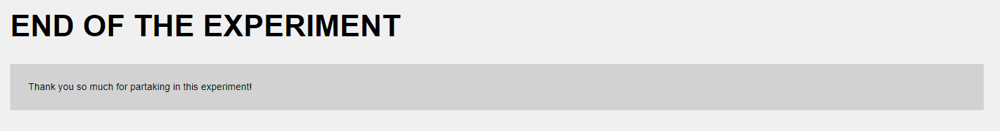 END OF THE EXPERIMENT
Thank you so much for partaking in this experiment!